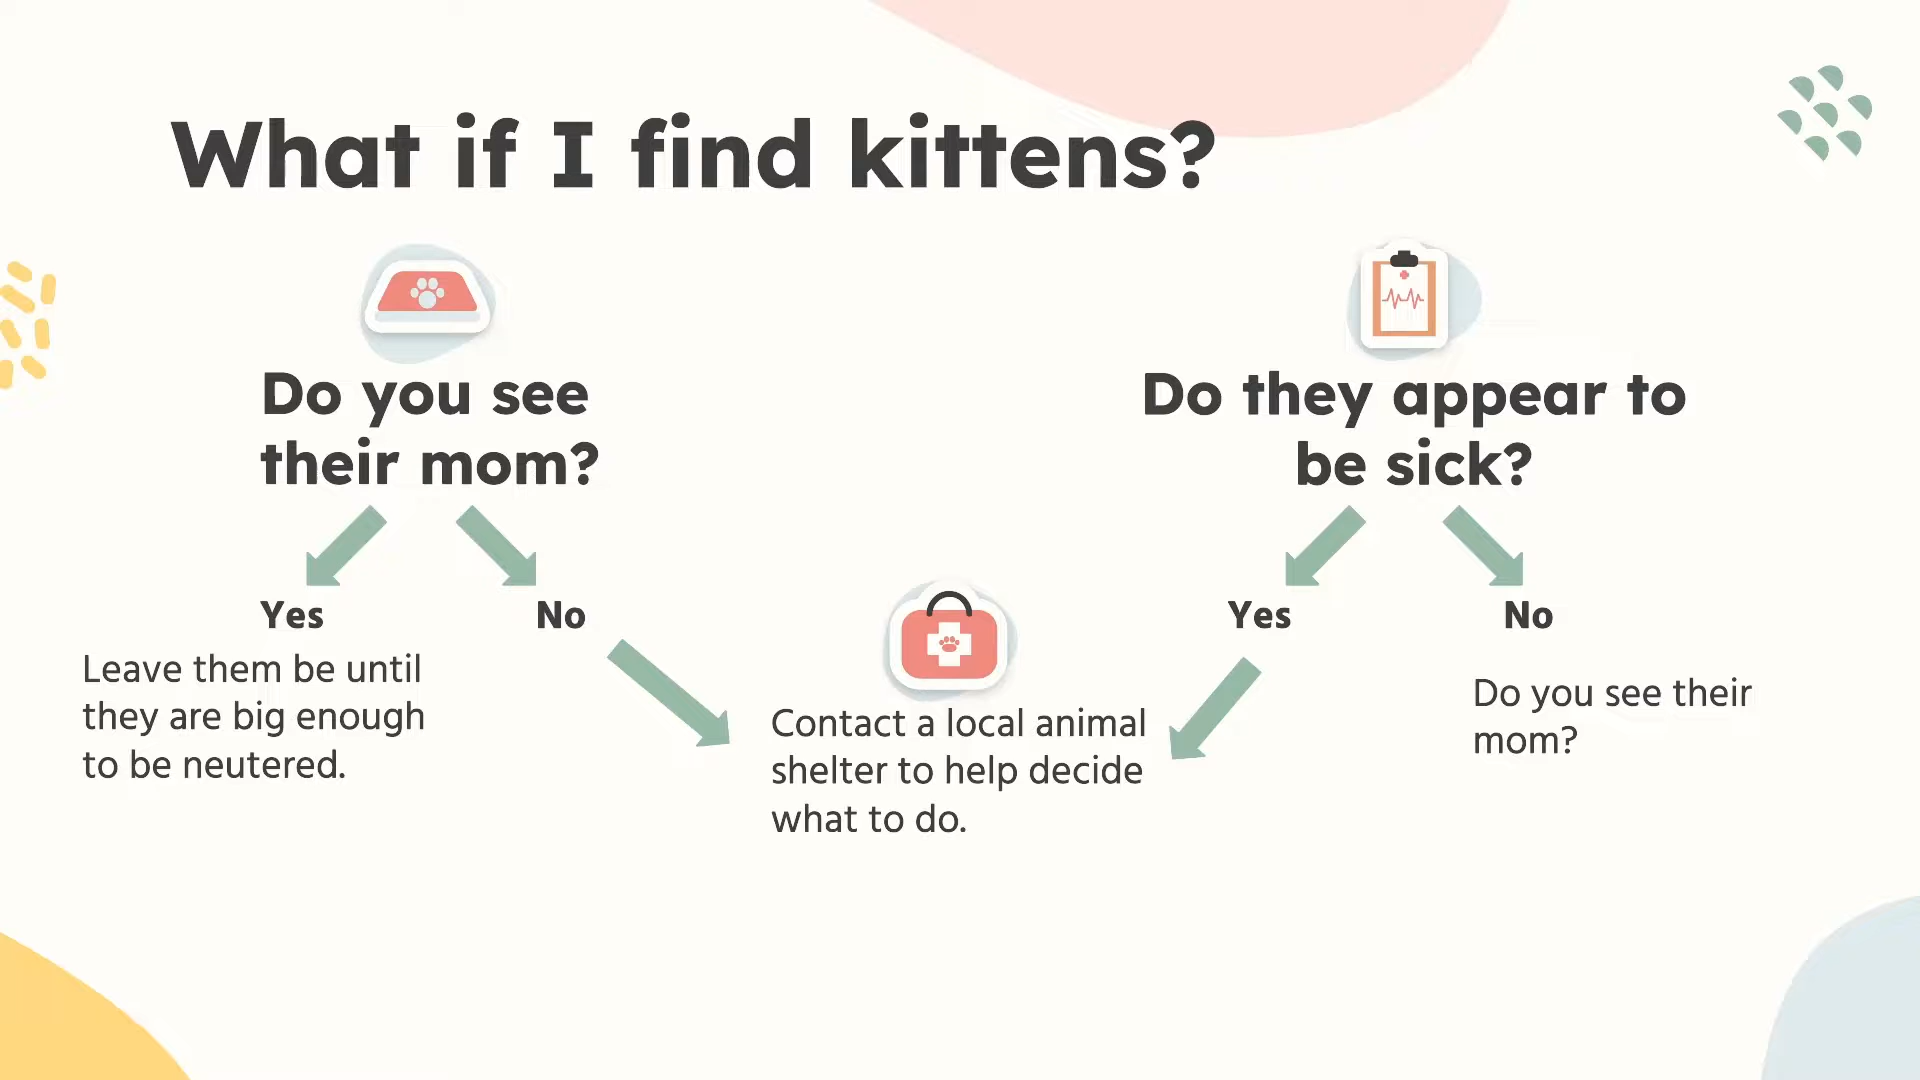 What if I find kittens?
Do you see
their mom?
Yes
No
Leave them be until
they are big enough
to be neutered.
Contact a local animal
shelter to help decide
what to do.
Do they appear to
be sick?
Yes
No
Do you see their
mom?